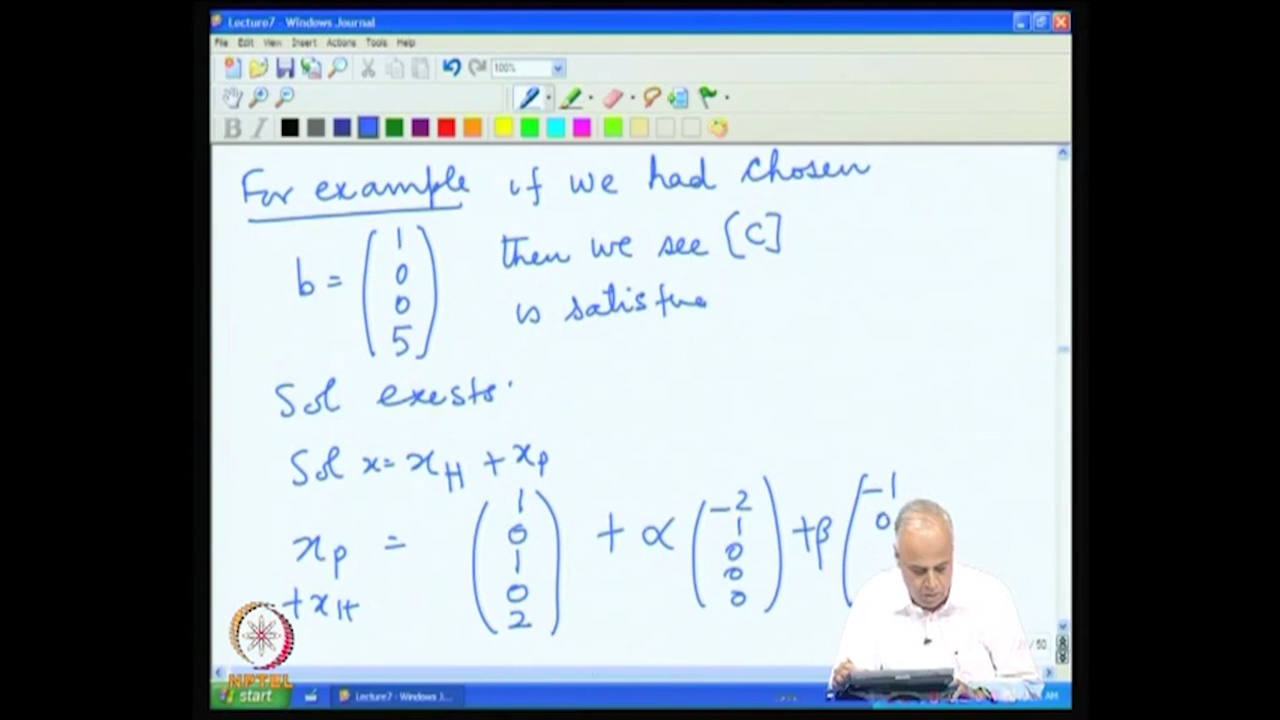 Lecture7 - Windows Journal
File Edit View Insert Actions Tools Help
100%
B I
For example if we had chosen
b = (1 0 0 5) then we see [C]
is satisfie
Sol exests.
Sol x = x_H + x_P
x_P + x_H = (1 0 1 0 2) + α (-2 1 0 0 0) + β (-1 0
NPTEL
start Lecture7 - Windows J...